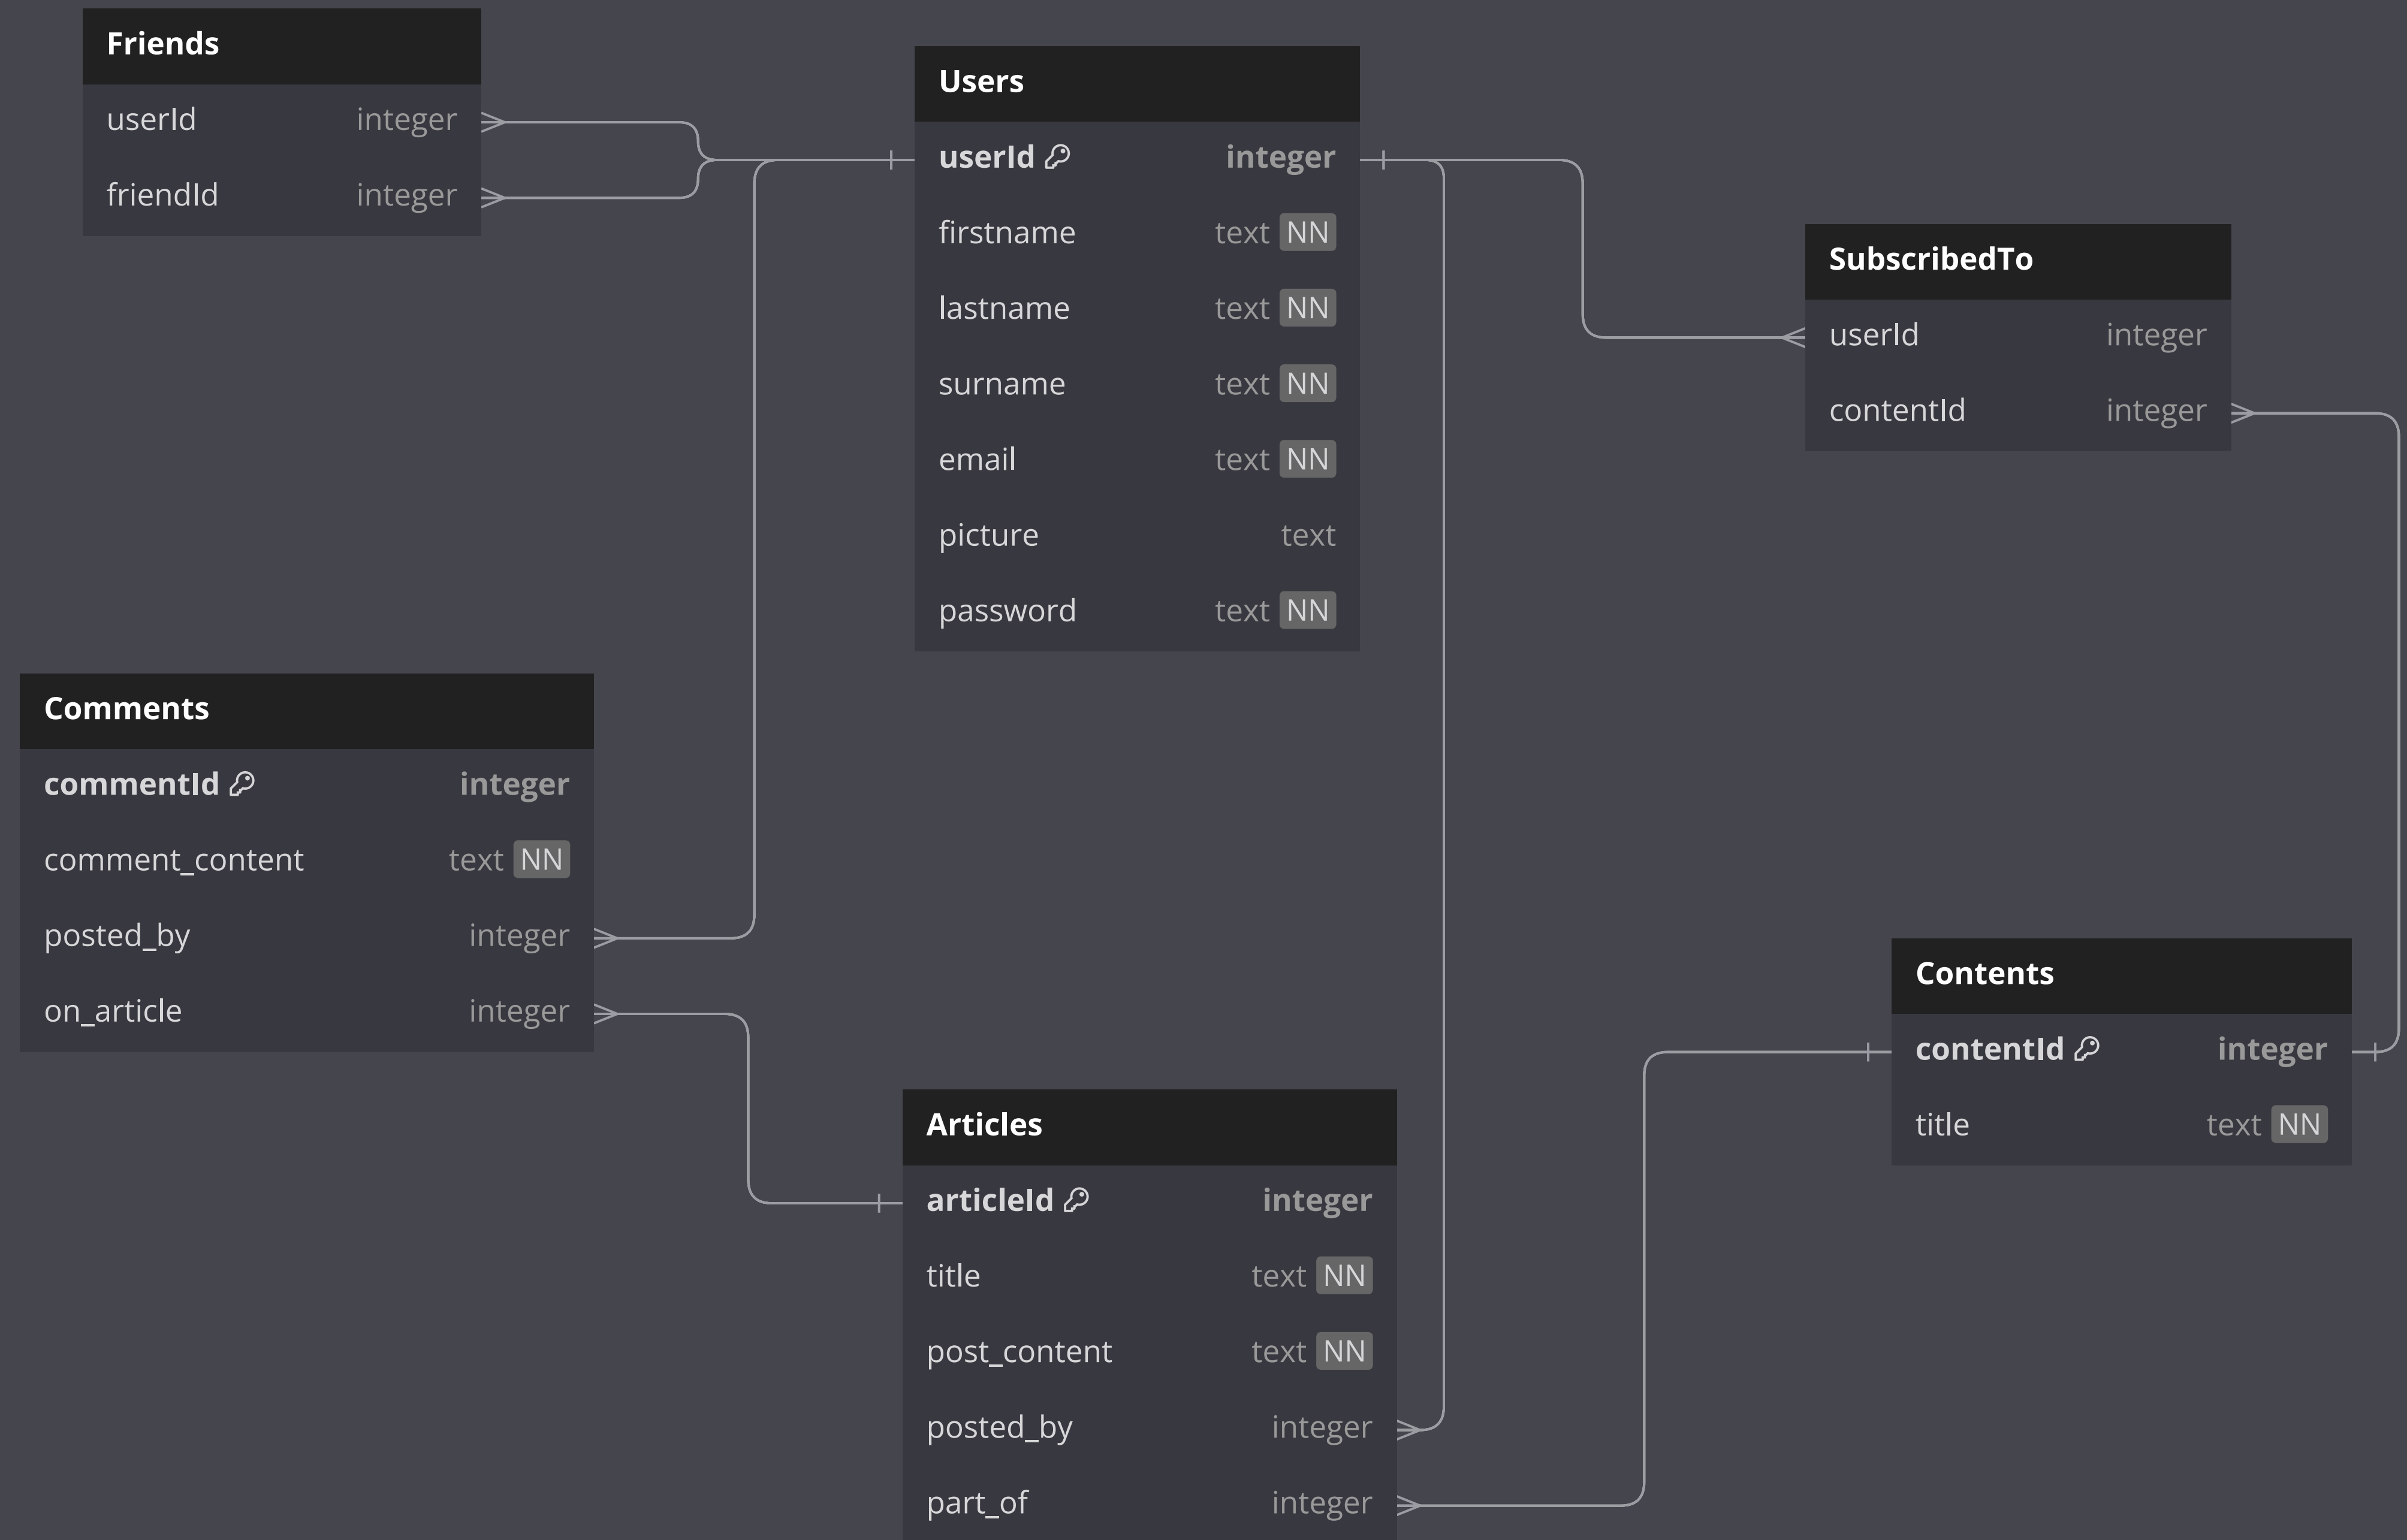 Friends
userId integer
friendId integer
Users
userId integer
firstname text NN
lastname text NN
surname text NN
email text NN
picture text
password text NN
SubscribedTo
userId integer
contentId integer
Comments
commentId integer
comment_content text NN
posted_by integer
on_article integer
Contents
contentId integer
title text NN
Articles
articleId integer
title text NN
post_content text NN
posted_by integer
part_of integer